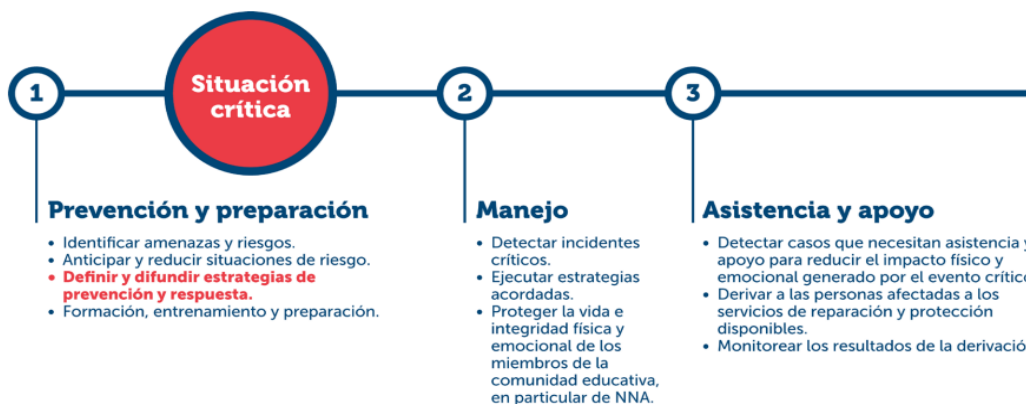 1
Situación
crítica
2
3
Prevención y preparación
• Identificar amenazas y riesgos.
• Anticipar y reducir situaciones de riesgo.
• Definir y difundir estrategias de
prevención y respuesta.
• Formación, entrenamiento y preparación.
Manejo
• Detectar incidentes
críticos.
• Ejecutar estrategias
acordadas.
• Proteger la vida e
integridad física y
emocional de los
miembros de la
comunidad educativa,
en particular de NNA.
Asistencia y apoyo
• Detectar casos que necesitan asistencia y
apoyo para reducir el impacto físico y
emocional generado por el evento crític
• Derivar a las personas afectadas a los
servicios de reparación y protección
disponibles.
• Monitorear los resultados de la derivació